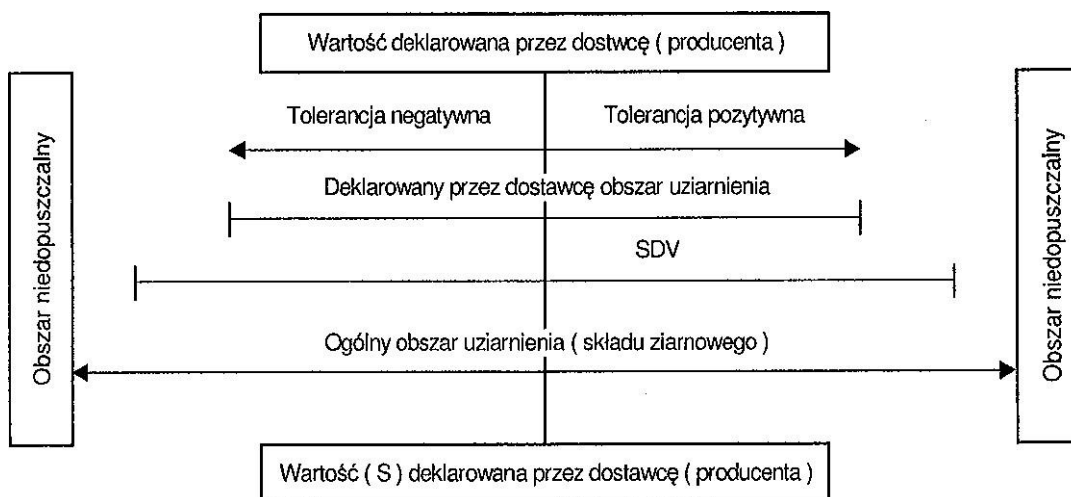 Wartość deklarowana przez dostwcę ( producenta )
Obszar niedopuszczalny
Tolerancja negatywna
Tolerancja pozytywna
Obszar niedopuszczalny
Deklarowany przez dostawcę obszar uziarnienia
SDV
Ogólny obszar uziarnienia ( składu ziarnowego )
Wartość ( S ) deklarowana przez dostawcę ( producenta )